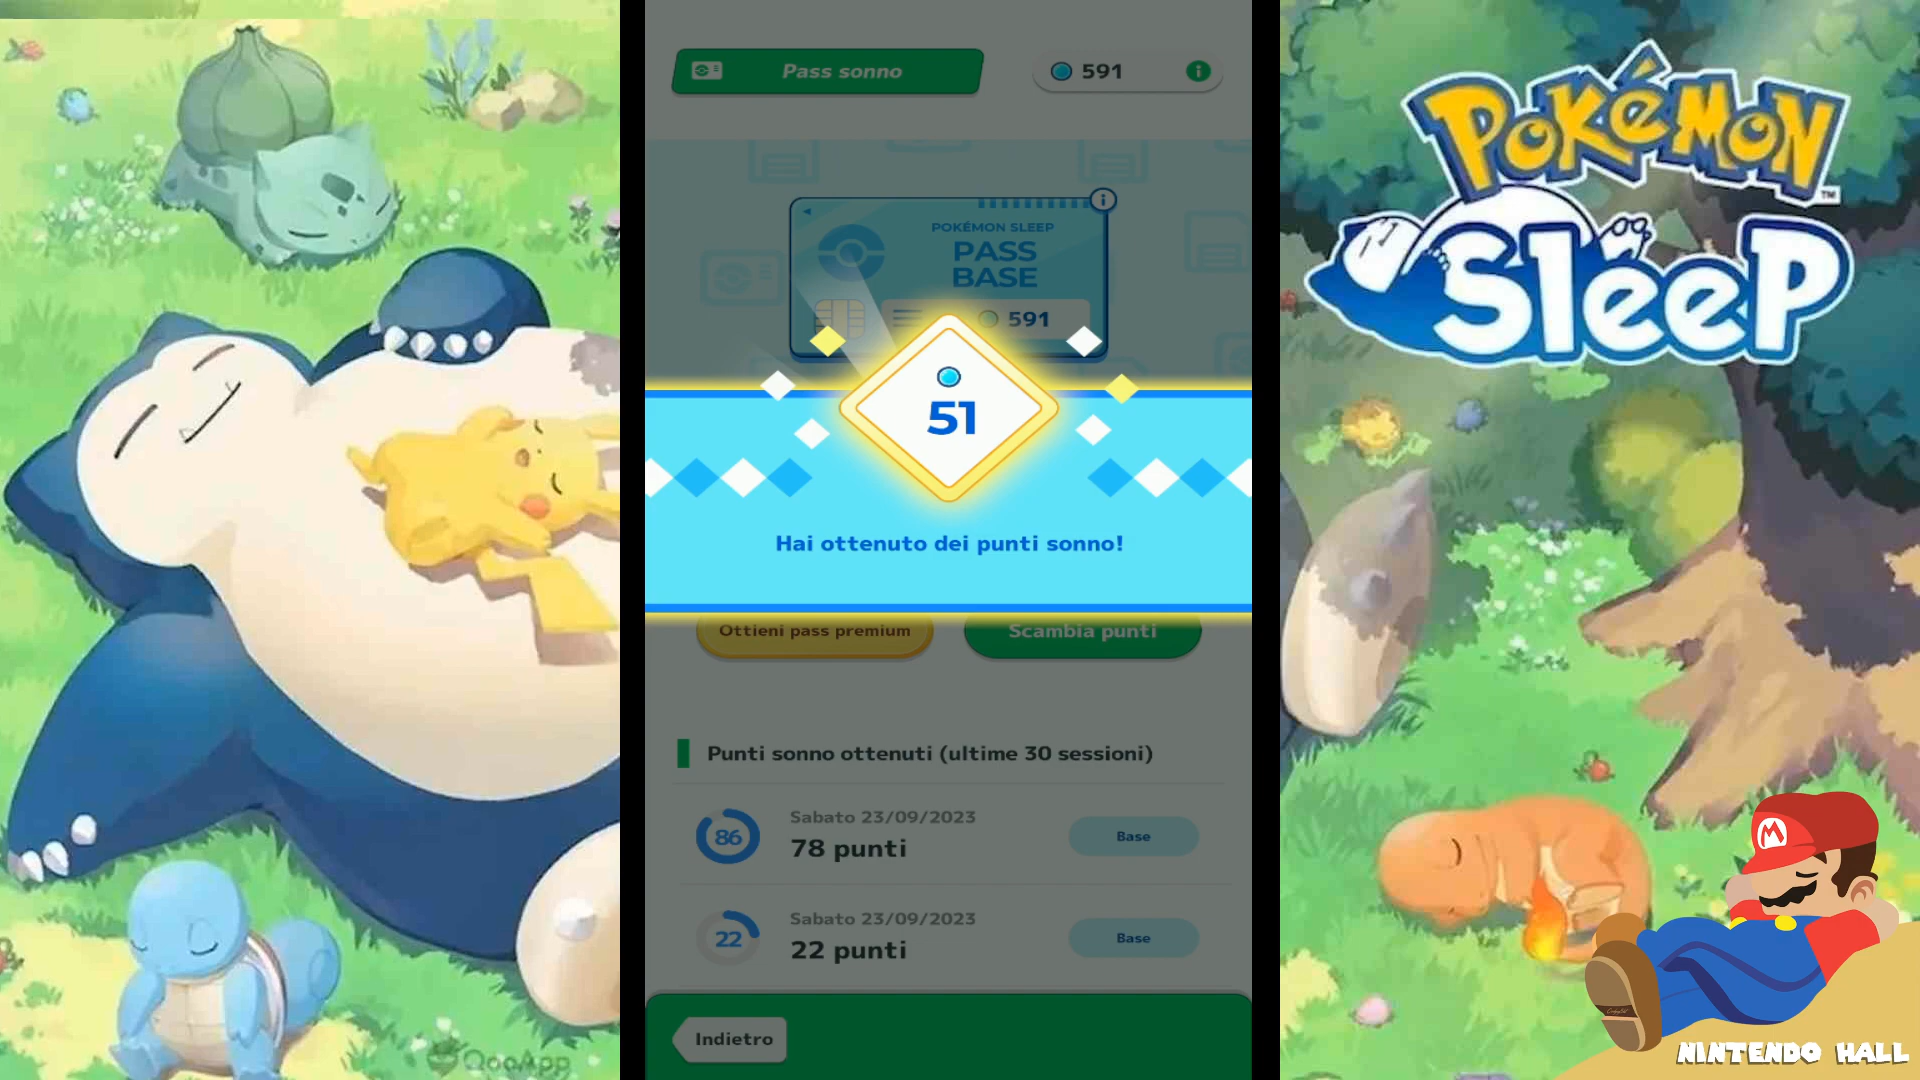 Pass sonno
591
POKÉMON SLEEP
PASS
BASE
591
51
Hai ottenuto dei punti sonno!
Ottieni pass premium
Scambia punti
Punti sonno ottenuti (ultime 30 sessioni)
86
Sabato 23/09/2023
78 punti
Base
22
Sabato 23/09/2023
22 punti
Base
Indietro
POKéMON
Sleep
TM
M
NINTENDO HALL
QooApp